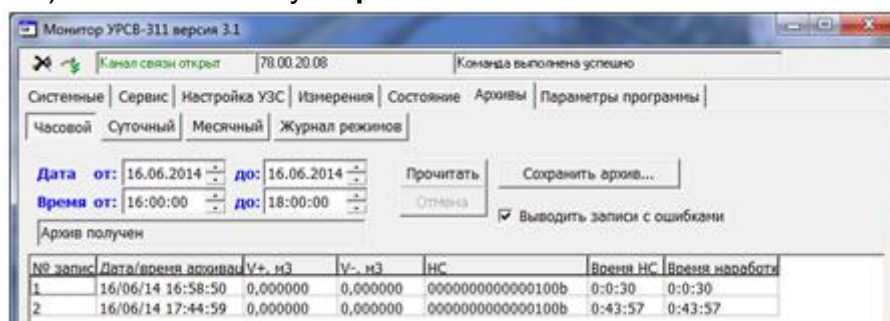 Монитор УРСВ-311 версия 3.1
Канал связи открыт 78.00.20.08 Команда выполнена успешно
Системные Сервис Настройка УЗС Измерения Состояние Архивы Параметры программы
Часовой Суточный Месячный Журнал режимов
Дата от: 16.06.2014 до: 16.06.2014 Прочитать Сохранить архив...
Время от: 16:00:00 до: 18:00:00 Отмена
Выводить записи с ошибками
Архив получен
№ запис Дата/время архивац V+, м3 V-, м3 НС Время НС Время наработк
1 16/06/14 16:58:50 0,000000 0,000000 0000000000000100b 0:0:30 0:0:30
2 16/06/14 17:44:59 0,000000 0,000000 0000000000000100b 0:43:57 0:43:57